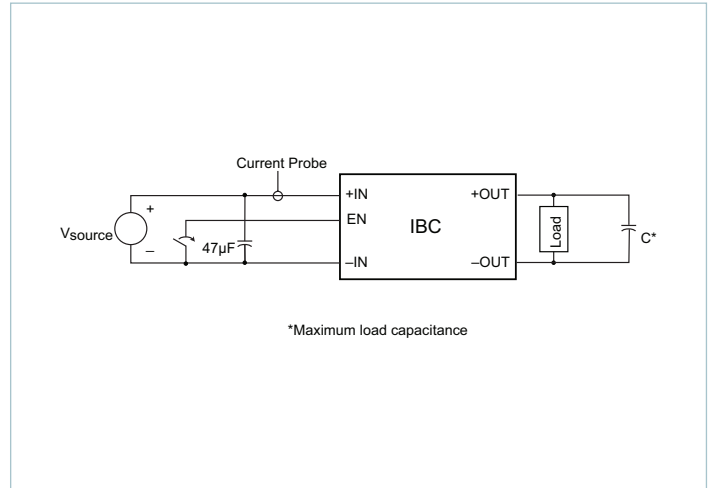 Current Probe
+IN
+OUT
+
EN
IBC
Load
Vsource
47µF
C*
–
–IN
–OUT
*Maximum load capacitance